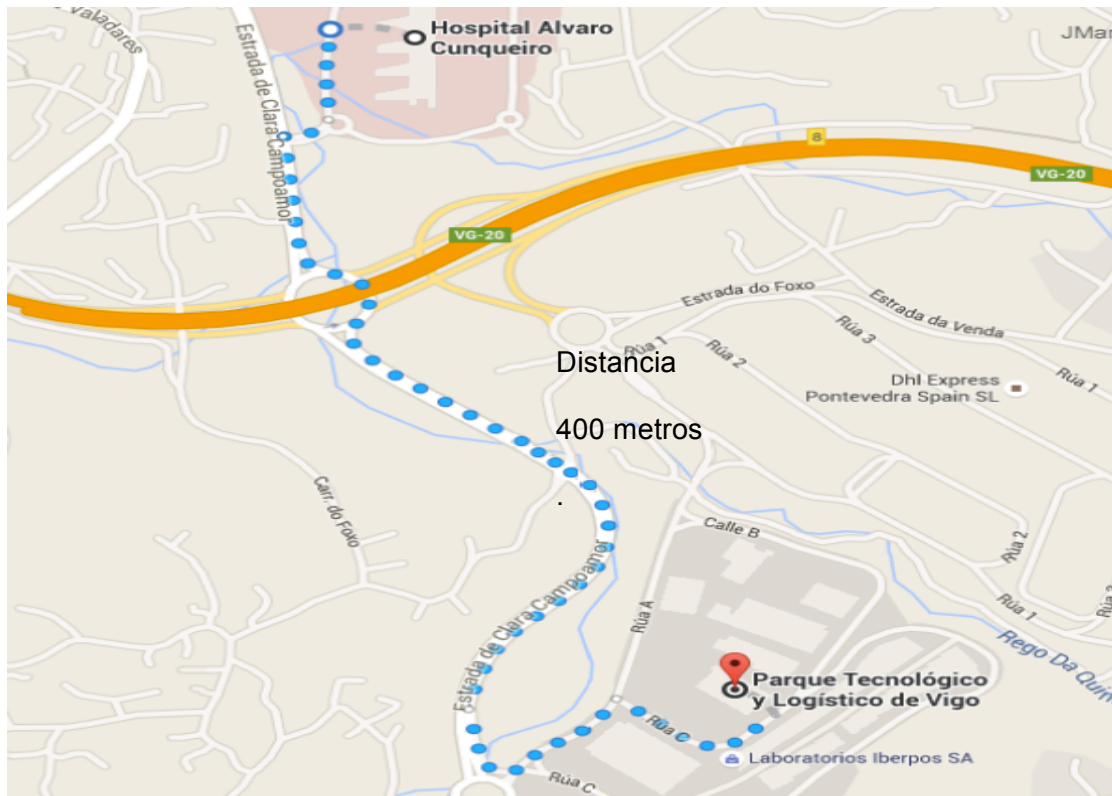 Valadares
Hospital Alvaro
Cunqueiro
JMar
Estrada de Clara Campoamor
8
VG-20
VG-20
Estrada do Foxo
Estrada da Venda
Rúa 1
Rúa 2
Rúa 3
Rúa 1
Distancia
Dhl Express
Pontevedra Spain SL
400 metros
.
Carr. do Foxo
Calle B
Rúa 2
Rúa 1
Rúa 3
Estrada de Clara Campoamor
Rúa A
Rego Da Quin
Parque Tecnológico
y Logístico de Vigo
Rúa C
Laboratorios Iberpos SA
Rúa C